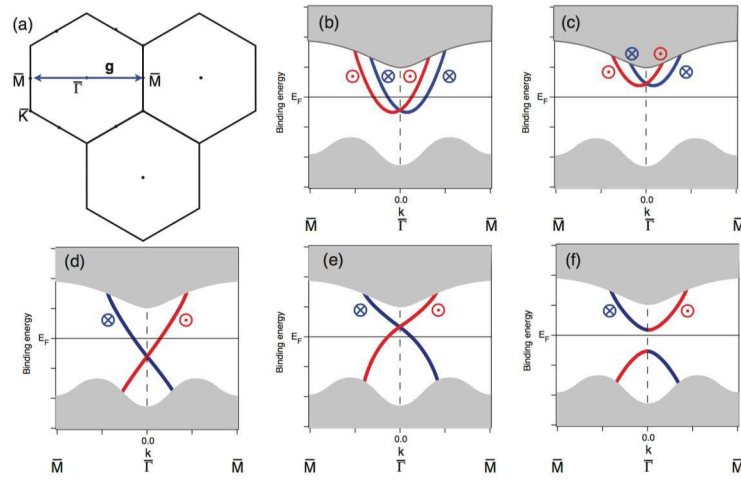 (a)
M̄
g
M̄
Γ̄
K̄
(b)
Binding energy
E_F
⊙ ⊗ ⊗
0.0
k
M̄ Γ̄ M̄
(c)
Binding energy
E_F
⊗ ⊙
⊙ ⊗
0.0
k
M̄ Γ̄ M̄
(d)
Binding energy
E_F
⊗ ⊙
0.0
k
M̄ Γ̄ M̄
(e)
Binding energy
E_F
⊗ ⊙
0.0
k
M̄ Γ̄ M̄
(f)
Binding energy
E_F
⊗ ⊙
0.0
k
M̄ Γ̄ M̄